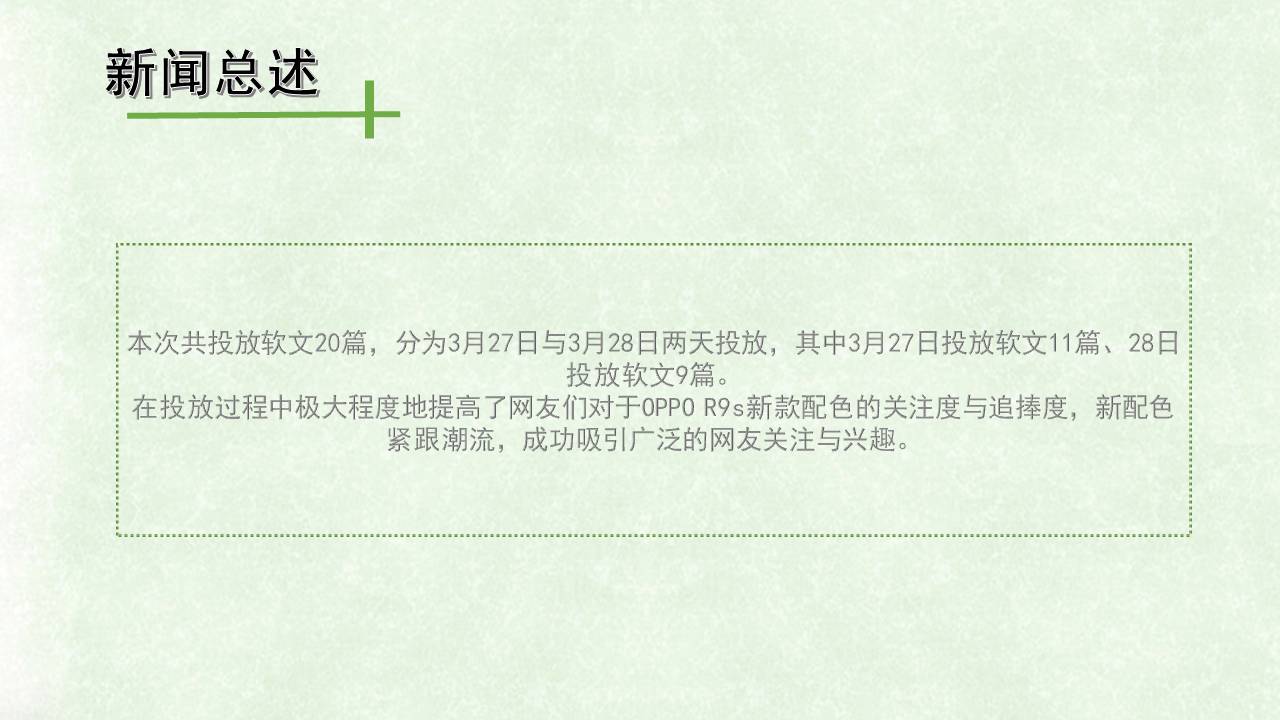 新闻总述
本次共投放软文20篇，分为3月27日与3月28日两天投放，其中3月27日投放软文11篇、28日
投放软文9篇。
在投放过程中极大程度地提高了网友们对于OPPO R9s新款配色的关注度与追捧度，新配色
紧跟潮流，成功吸引广泛的网友关注与兴趣。